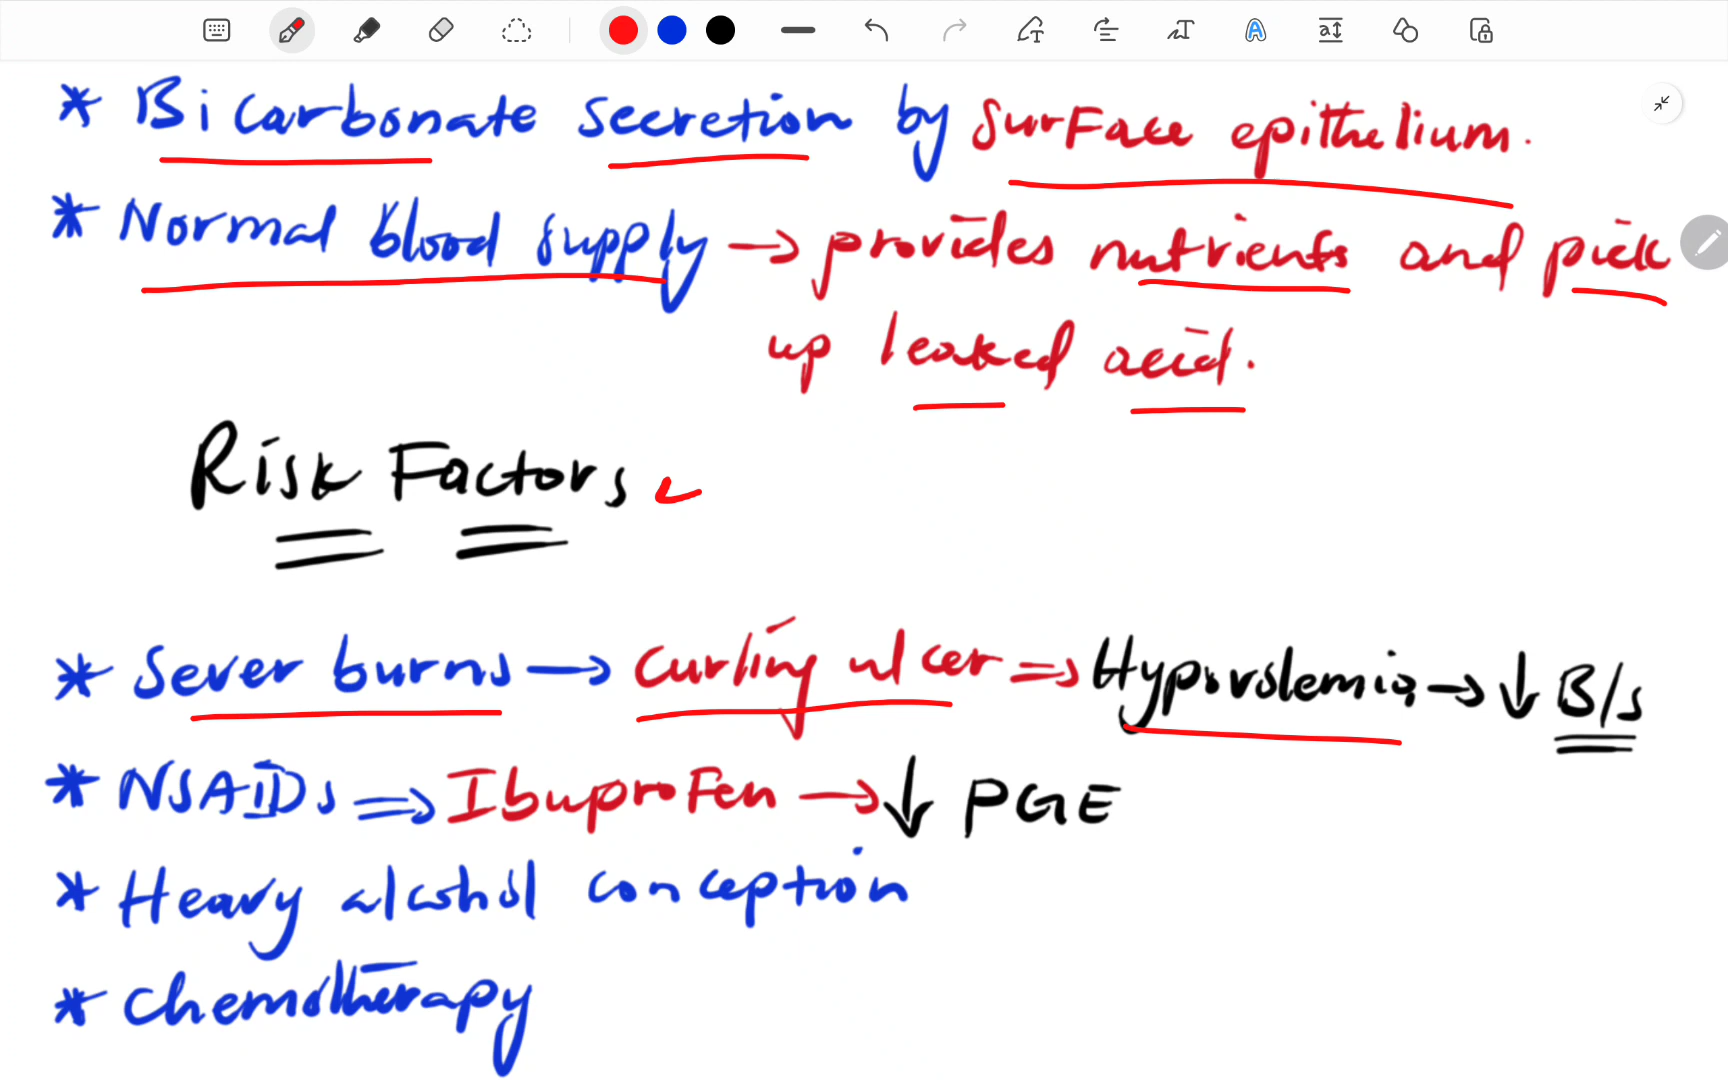 * Bicarbonate secretion by surFace epithelium.
* Normal blood supply → provides nutrients and pick
up leaked acid.
Risk Factors
* Sever burns → Curling ulcer ⇒ Hypovolemia → ↓ B/s
* NSAIDs ⇒ IbuproFen → ↓ PGE
* Heavy alcohol conception
* Chemotherapy